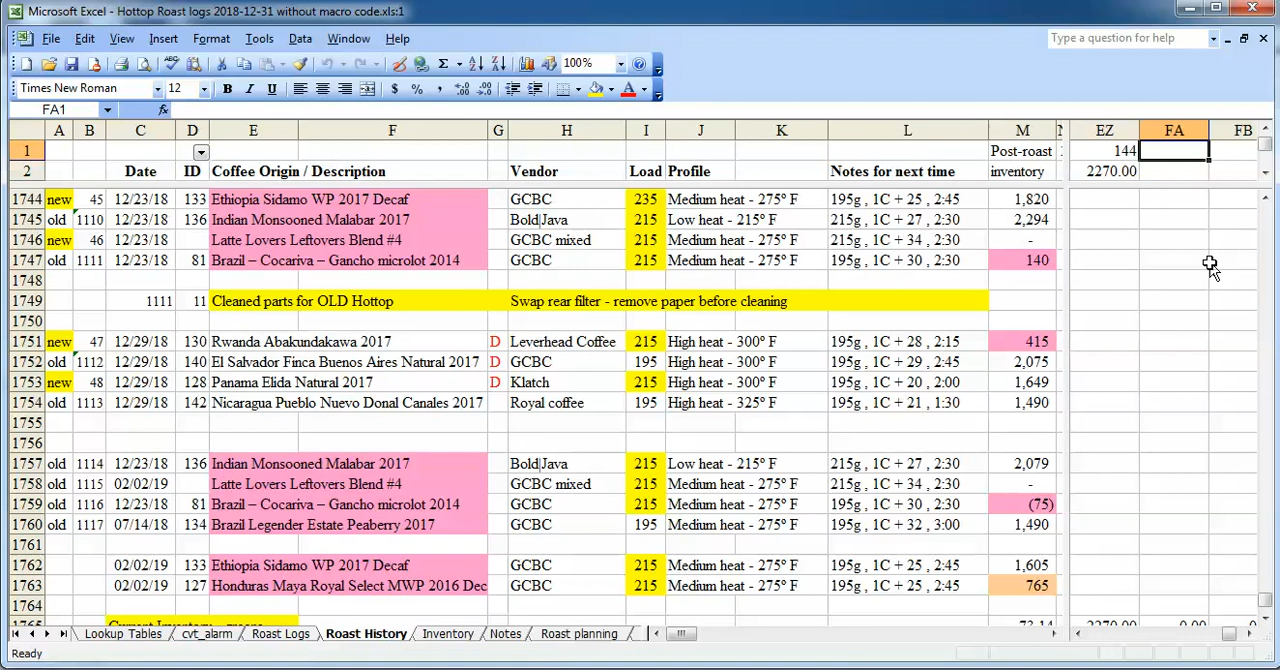 Microsoft Excel - Hottop Roast logs 2018-12-31 without macro code.xls:1
File Edit View Insert Format Tools Data Window Help Type a question for help
100%
Times New Roman 12 B I U $ % , A
FA1 fx
A B C D E F G H I J K L M EZ FA FB
1 Post-roast 144
2 Date ID Coffee Origin / Description Vendor Load Profile Notes for next time inventory 2270.00
1744 new 45 12/23/18 133 Ethiopia Sidamo WP 2017 Decaf GCBC 235 Medium heat - 275º F 195g , 1C + 25 , 2:45 1,820
1745 old 1110 12/23/18 136 Indian Monsooned Malabar 2017 Bold|Java 215 Low heat - 215º F 215g , 1C + 27 , 2:30 2,294
1746 new 46 12/23/18 Latte Lovers Leftovers Blend #4 GCBC mixed 215 Medium heat - 275º F 215g , 1C + 34 , 2:30 -
1747 old 1111 12/23/18 81 Brazil – Cocariva – Gancho microlot 2014 GCBC 215 Medium heat - 275º F 195g , 1C + 30 , 2:30 140
1748
1749 1111 11 Cleaned parts for OLD Hottop Swap rear filter - remove paper before cleaning
1750
1751 new 47 12/29/18 130 Rwanda Abakundakawa 2017 D Leverhead Coffee 215 High heat - 300º F 195g , 1C + 28 , 2:15 415
1752 old 1112 12/29/18 140 El Salvador Finca Buenos Aires Natural 2017 D GCBC 195 High heat - 300º F 195g , 1C + 29 , 2:45 2,075
1753 new 48 12/29/18 128 Panama Elida Natural 2017 D Klatch 215 High heat - 300º F 195g , 1C + 20 , 2:00 1,649
1754 old 1113 12/29/18 142 Nicaragua Pueblo Nuevo Donal Canales 2017 Royal coffee 195 High heat - 325º F 195g , 1C + 21 , 1:30 1,490
1755
1756
1757 old 1114 12/23/18 136 Indian Monsooned Malabar 2017 Bold|Java 215 Low heat - 215º F 215g , 1C + 27 , 2:30 2,079
1758 old 1115 02/02/19 Latte Lovers Leftovers Blend #4 GCBC mixed 215 Medium heat - 275º F 215g , 1C + 34 , 2:30 -
1759 old 1116 12/23/18 81 Brazil – Cocariva – Gancho microlot 2014 GCBC 215 Medium heat - 275º F 195g , 1C + 30 , 2:30 (75)
1760 old 1117 07/14/18 134 Brazil Legender Estate Peaberry 2017 GCBC 195 Medium heat - 275º F 195g , 1C + 32 , 3:00 1,490
1761
1762 02/02/19 133 Ethiopia Sidamo WP 2017 Decaf GCBC 215 Medium heat - 275º F 195g , 1C + 25 , 2:45 1,605
1763 02/02/19 127 Honduras Maya Royal Select MWP 2016 Dec GCBC 215 Medium heat - 275º F 195g , 1C + 25 , 2:45 765
1764
Lookup Tables cvt_alarm Roast Logs Roast History Inventory Notes Roast planning
Ready